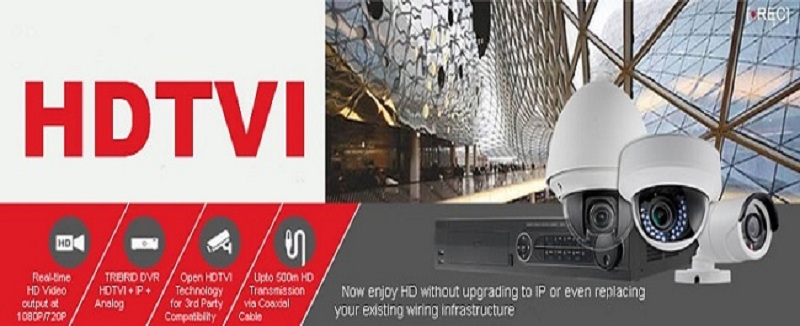 REC]
HDTVI
HD
Real-time
HD Video
output at
1080P/720P
TRIBRID DVR
HDTVI + IP +
Analog
Open HDTVI
Technology
for 3rd Party
Compatibility
Upto 500m HD
Transmission
via Coaxial
Cable
Now enjoy HD without upgrading to IP or even replacing
your existing wiring infrastructure